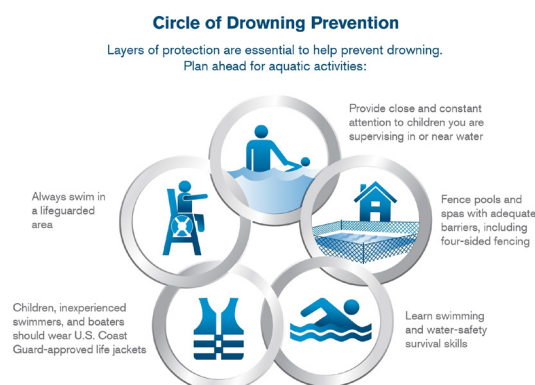 Circle of Drowning Prevention
Layers of protection are essential to help prevent drowning.
Plan ahead for aquatic activities:
Provide close and constant
attention to children you are
supervising in or near water
Always swim in
a lifeguarded
area
Fence pools and
spas with adequate
barriers, including
four-sided fencing
Children, inexperienced
swimmers, and boaters
should wear U.S. Coast
Guard-approved life jackets
Learn swimming
and water-safety
survival skills